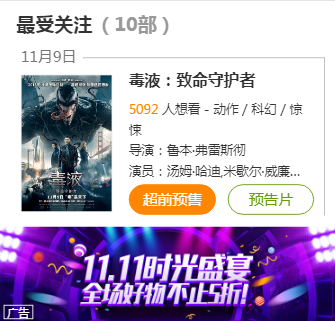 最受关注（10部）
11月9日
毒液：致命守护者
5092 人想看 - 动作 / 科幻 / 惊
悚
导演：鲁本·弗雷斯彻
演员：汤姆·哈迪,米歇尔·威廉...
毒液
超前预售
预告片
11.11时光盛宴
全场好物不止5折!
广告